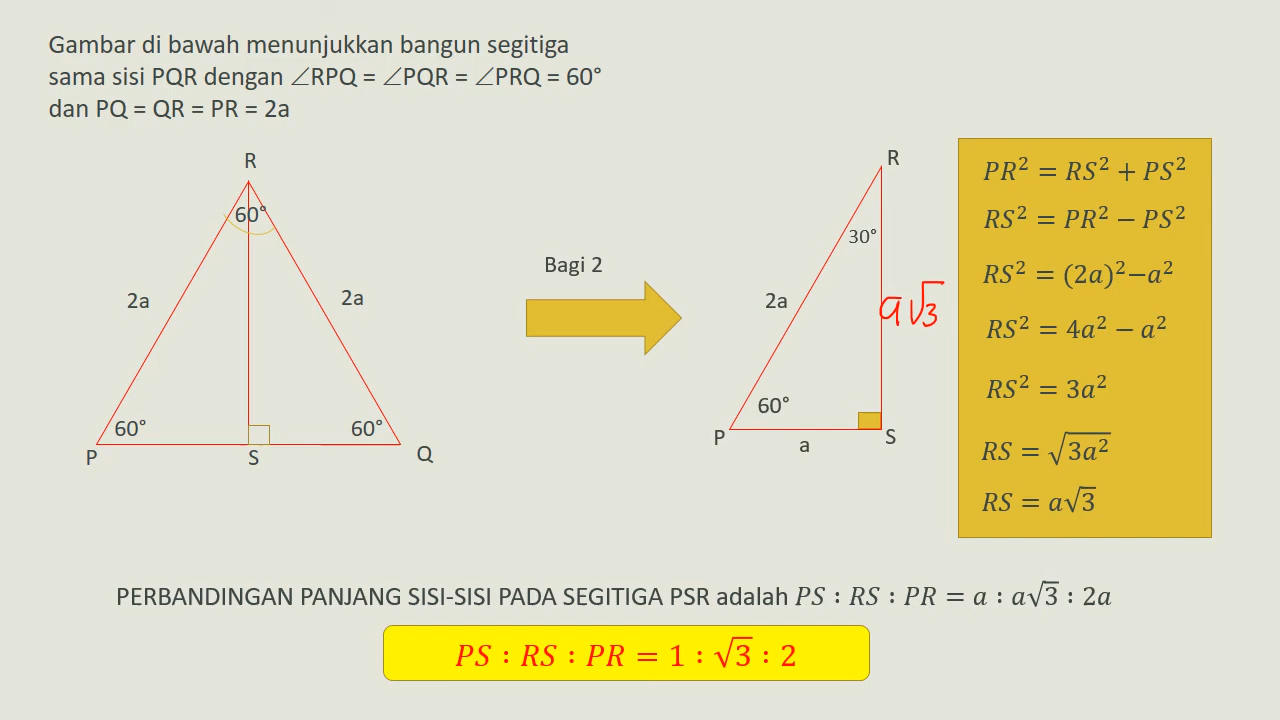 Gambar di bawah menunjukkan bangun segitiga
sama sisi PQR dengan ∠RPQ = ∠PQR = ∠PRQ = 60°
dan PQ = QR = PR = 2a
R
60°
2a
2a
60°
60°
P
S
Q
Bagi 2
R
30°
2a
a√3
60°
P
a
S
PR² = RS² + PS²
RS² = PR² − PS²
RS² = (2a)²−a²
RS² = 4a² − a²
RS² = 3a²
RS = √3a²
RS = a√3
PERBANDINGAN PANJANG SISI-SISI PADA SEGITIGA PSR adalah PS : RS : PR = a : a√3 : 2a
PS : RS : PR = 1 : √3 : 2